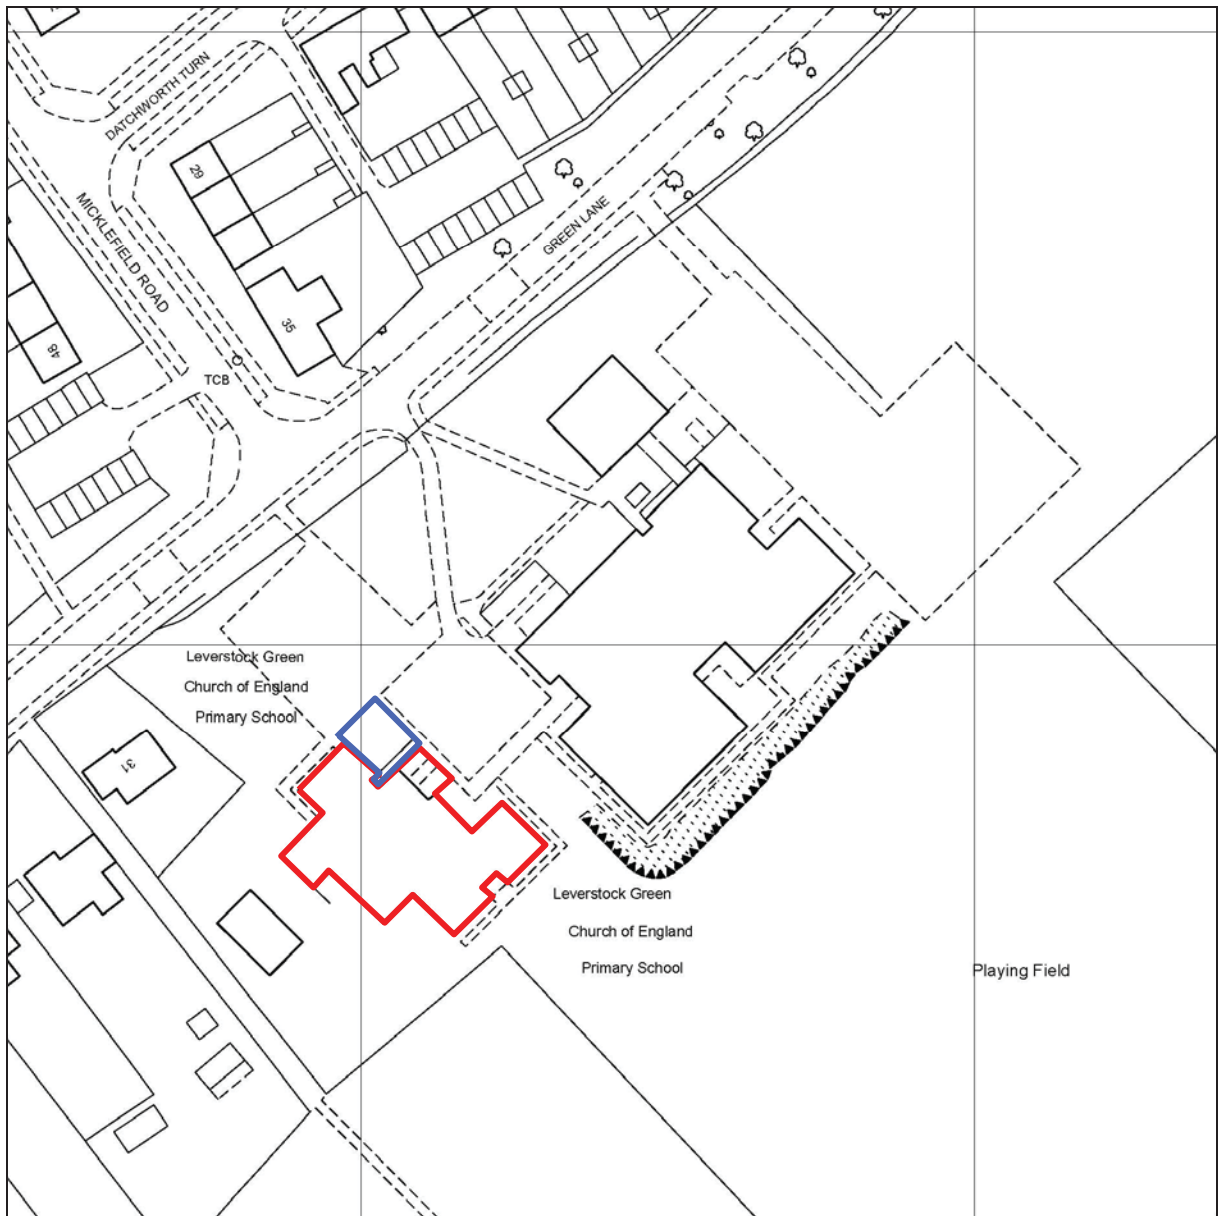 DATCHWORTH TURN
29
MICKLEFIELD ROAD
GREEN LANE
35
48
TCB
Leverstock Green
Church of England
Primary School
31
Leverstock Green
Church of England
Primary School
Playing Field